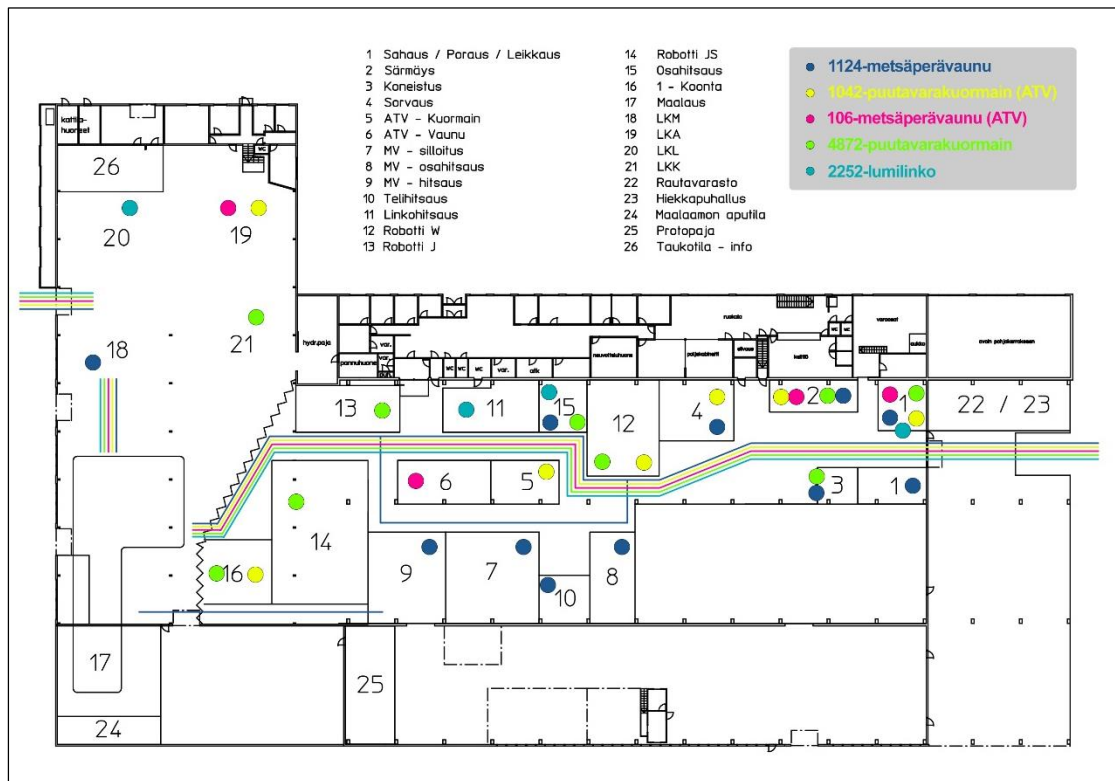 1 Sahaus / Poraus / Leikkaus
2 Särmäys
3 Koneistus
4 Sorvaus
5 ATV - Kuormain
6 ATV - Vaunu
7 MV - silloitus
8 MV - osahitsaus
9 MV - hitsaus
10 Telihitsaus
11 Linkohitsaus
12 Robotti W
13 Robotti J
14 Robotti JS
15 Osahitsaus
16 1 - Koonta
17 Maalaus
18 LKM
19 LKA
20 LKL
21 LKK
22 Rautavarasto
23 Hiekkapuhallus
24 Maalaamon aputila
25 Protopaja
26 Taukotila - info
1124-metsäperävaunu
1042-puutavarakuormain (ATV)
106-metsäperävaunu (ATV)
4872-puutavarakuormain
2252-lumilinko
kattila-
huoneet
wc
26
20
19
18
21
hydr.paja
pannuhuone
var.
var.
wc
wc
wc
var.
atk
neuvotteluhuone
ruokala
siivous
keittiö
wc
wc
varaosat
13
11
15
12
4
2
1
22 / 23
6
5
3
1
14
16
9
7
10
8
17
24
25